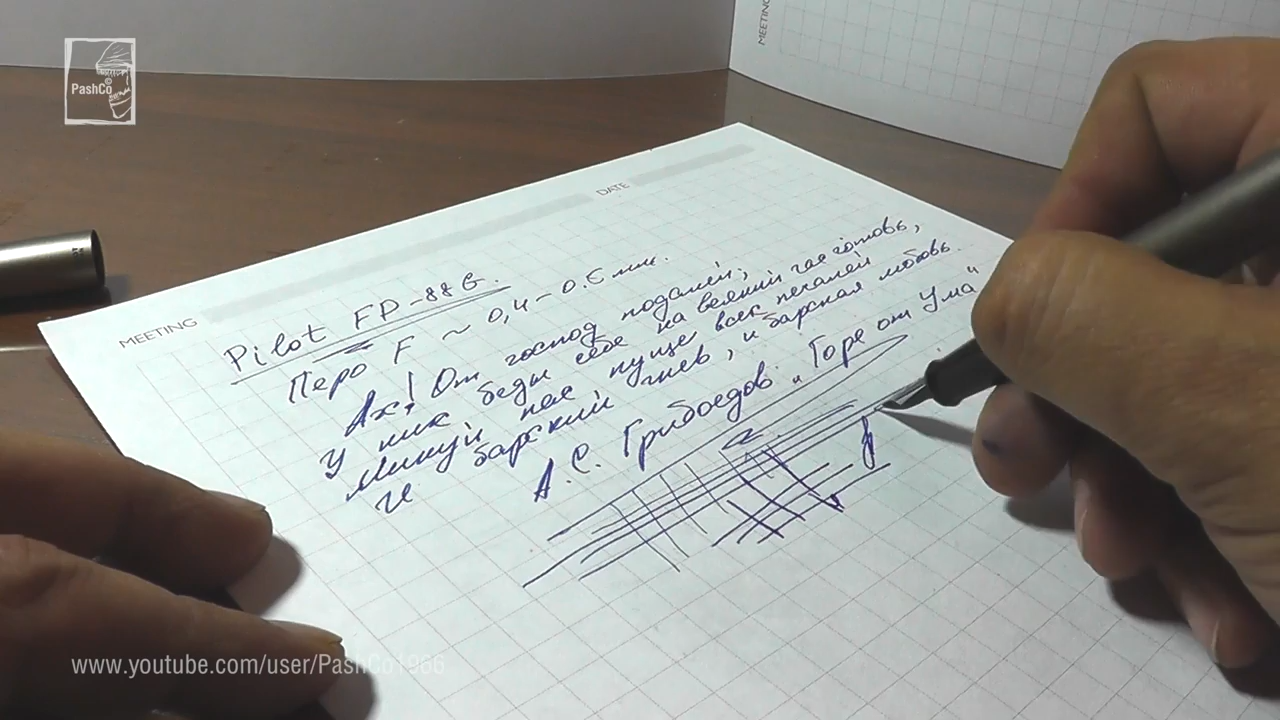 PashCo
©
MEETING
MEETING
DATE
Pilot FP-88G.
Перо F ~ 0,4-0.5 мм.
Ах! От господ подалей;
У них беды себе на всякий час готовь,
Минуй нас пуще всех печалей
И барский гнев, и барская любовь.
А.С. Грибоедов. „Горе от Ума"
www.youtube.com/user/PashCo1966